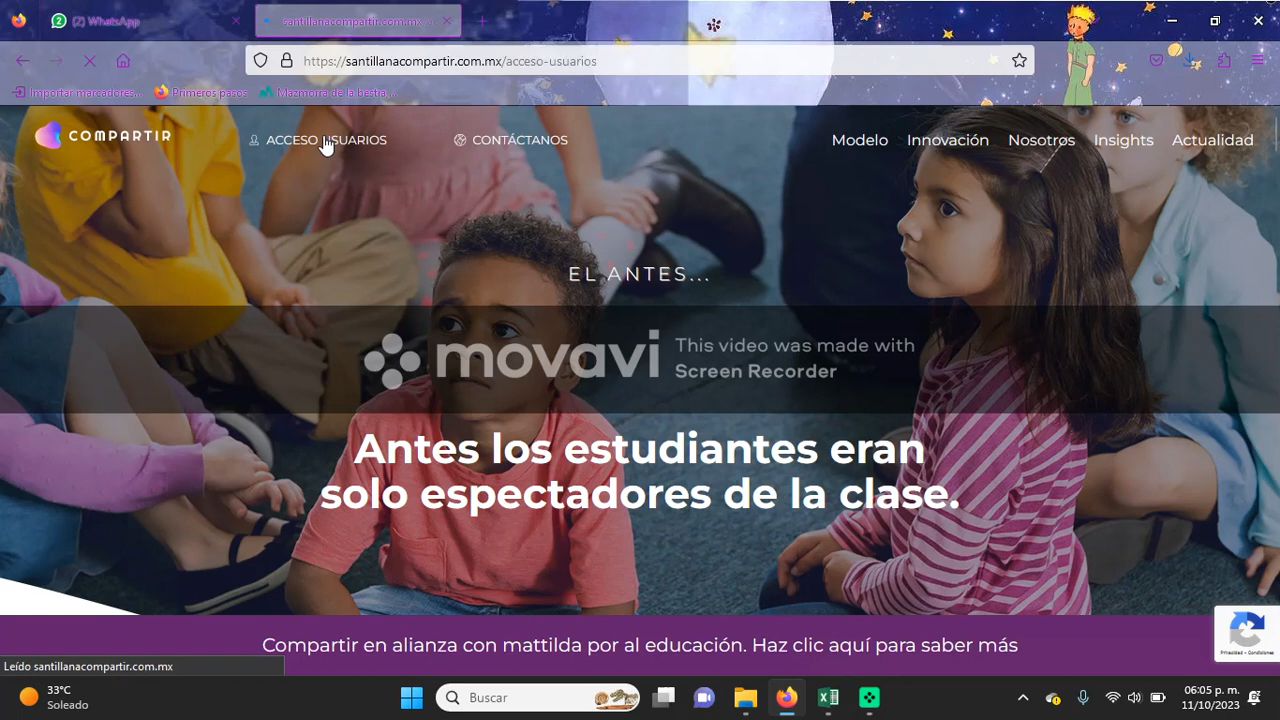 (2) WhatsApp
santillanacompartir.com.mx
https://santillanacompartir.com.mx/acceso-usuarios
Importar marcadores...
Primeros pasos
Mazmorra de la bestia,...
COMPARTIR
ACCESO USUARIOS
CONTÁCTANOS
Modelo
Innovación
Nosotros
Insights
Actualidad
EL ANTES...
movavi
This video was made with
Screen Recorder
Antes los estudiantes eran
solo espectadores de la clase.
Compartir en alianza con mattilda por al educación. Haz clic aquí para saber más
Privacidad - Condiciones
Leído santillanacompartir.com.mx
33°C
Soleado
Buscar
06:05 p. m.
11/10/2023